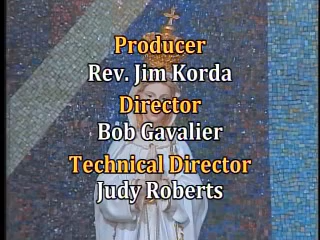 Producer
Rev. Jim Korda
Director
Bob Gavalier
Technical Director
Judy Roberts